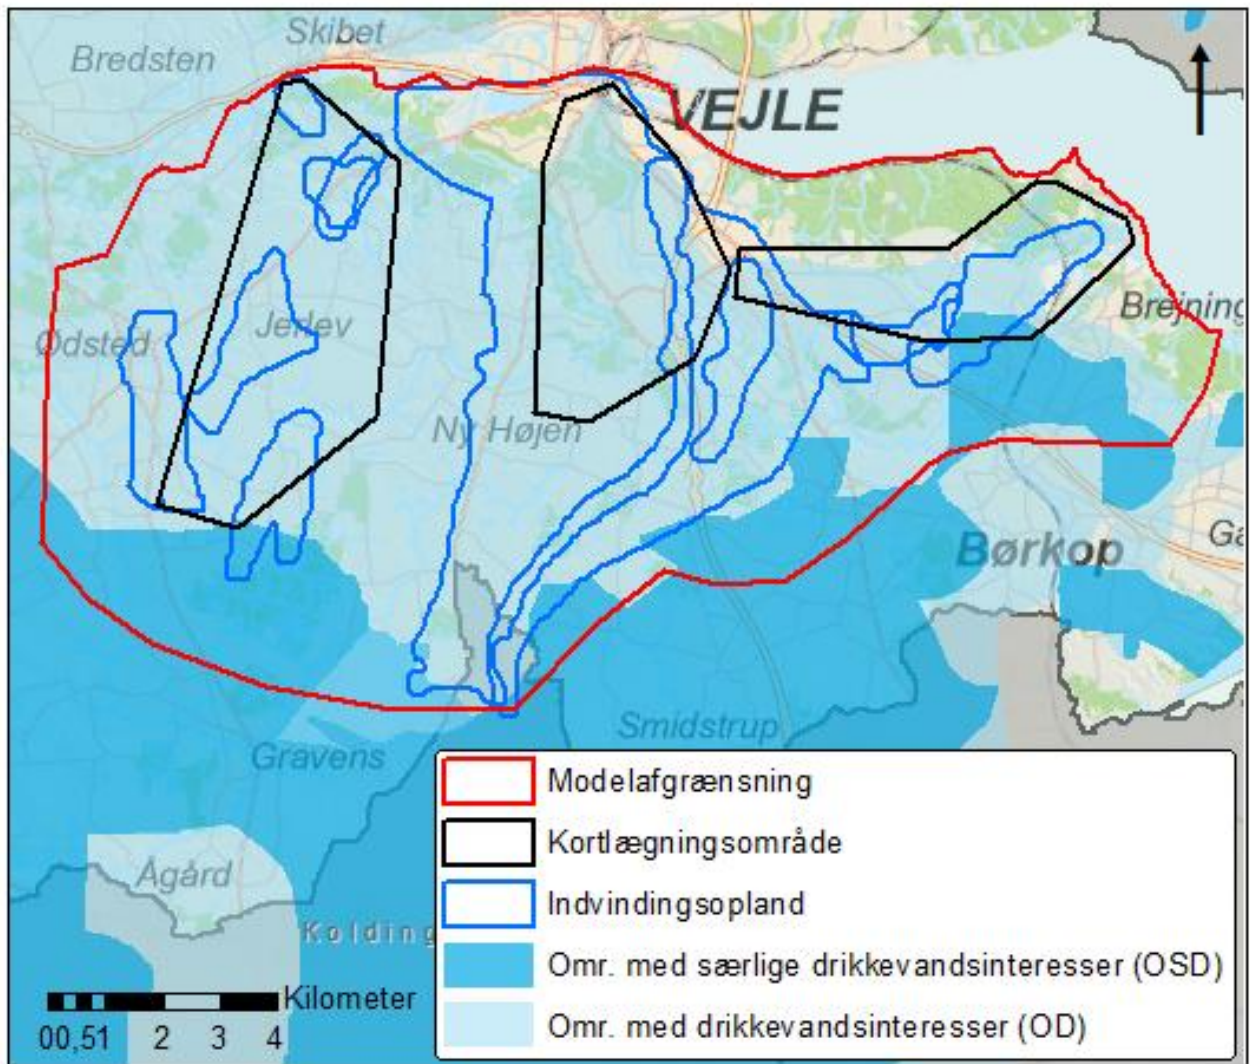 Skibet
Bredsten
VEJLE
Brejning
Ødsted
Jerlev
Ny Højen
Børkop
Ga
Smidstrup
Gravens
Ågård
Kolding
Modelafgrænsning
Kortlægningsområde
Indvindingsopland
Omr. med særlige drikkevandsinteresser (OSD)
Omr. med drikkevandsinteresser (OD)
Kilometer
00,51 2 3 4